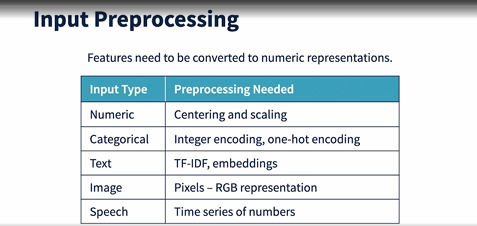 Input Preprocessing
Features need to be converted to numeric representations.
Input Type Preprocessing Needed
Numeric Centering and scaling
Categorical Integer encoding, one-hot encoding
Text TF-IDF, embeddings
Image Pixels – RGB representation
Speech Time series of numbers